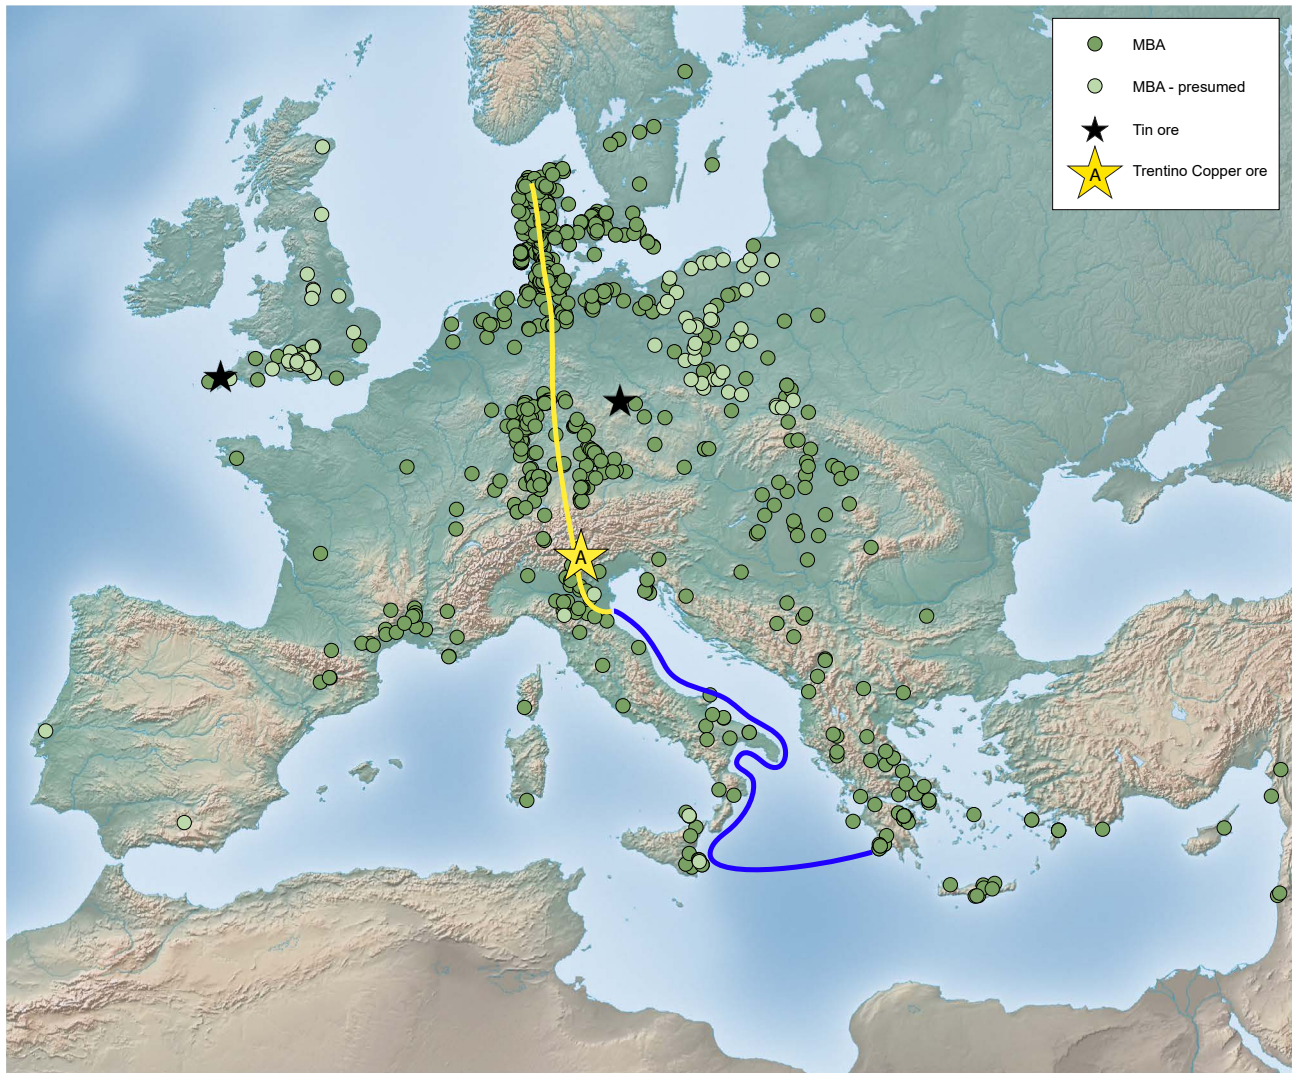 MBA
MBA - presumed
Tin ore
A Trentino Copper ore
A